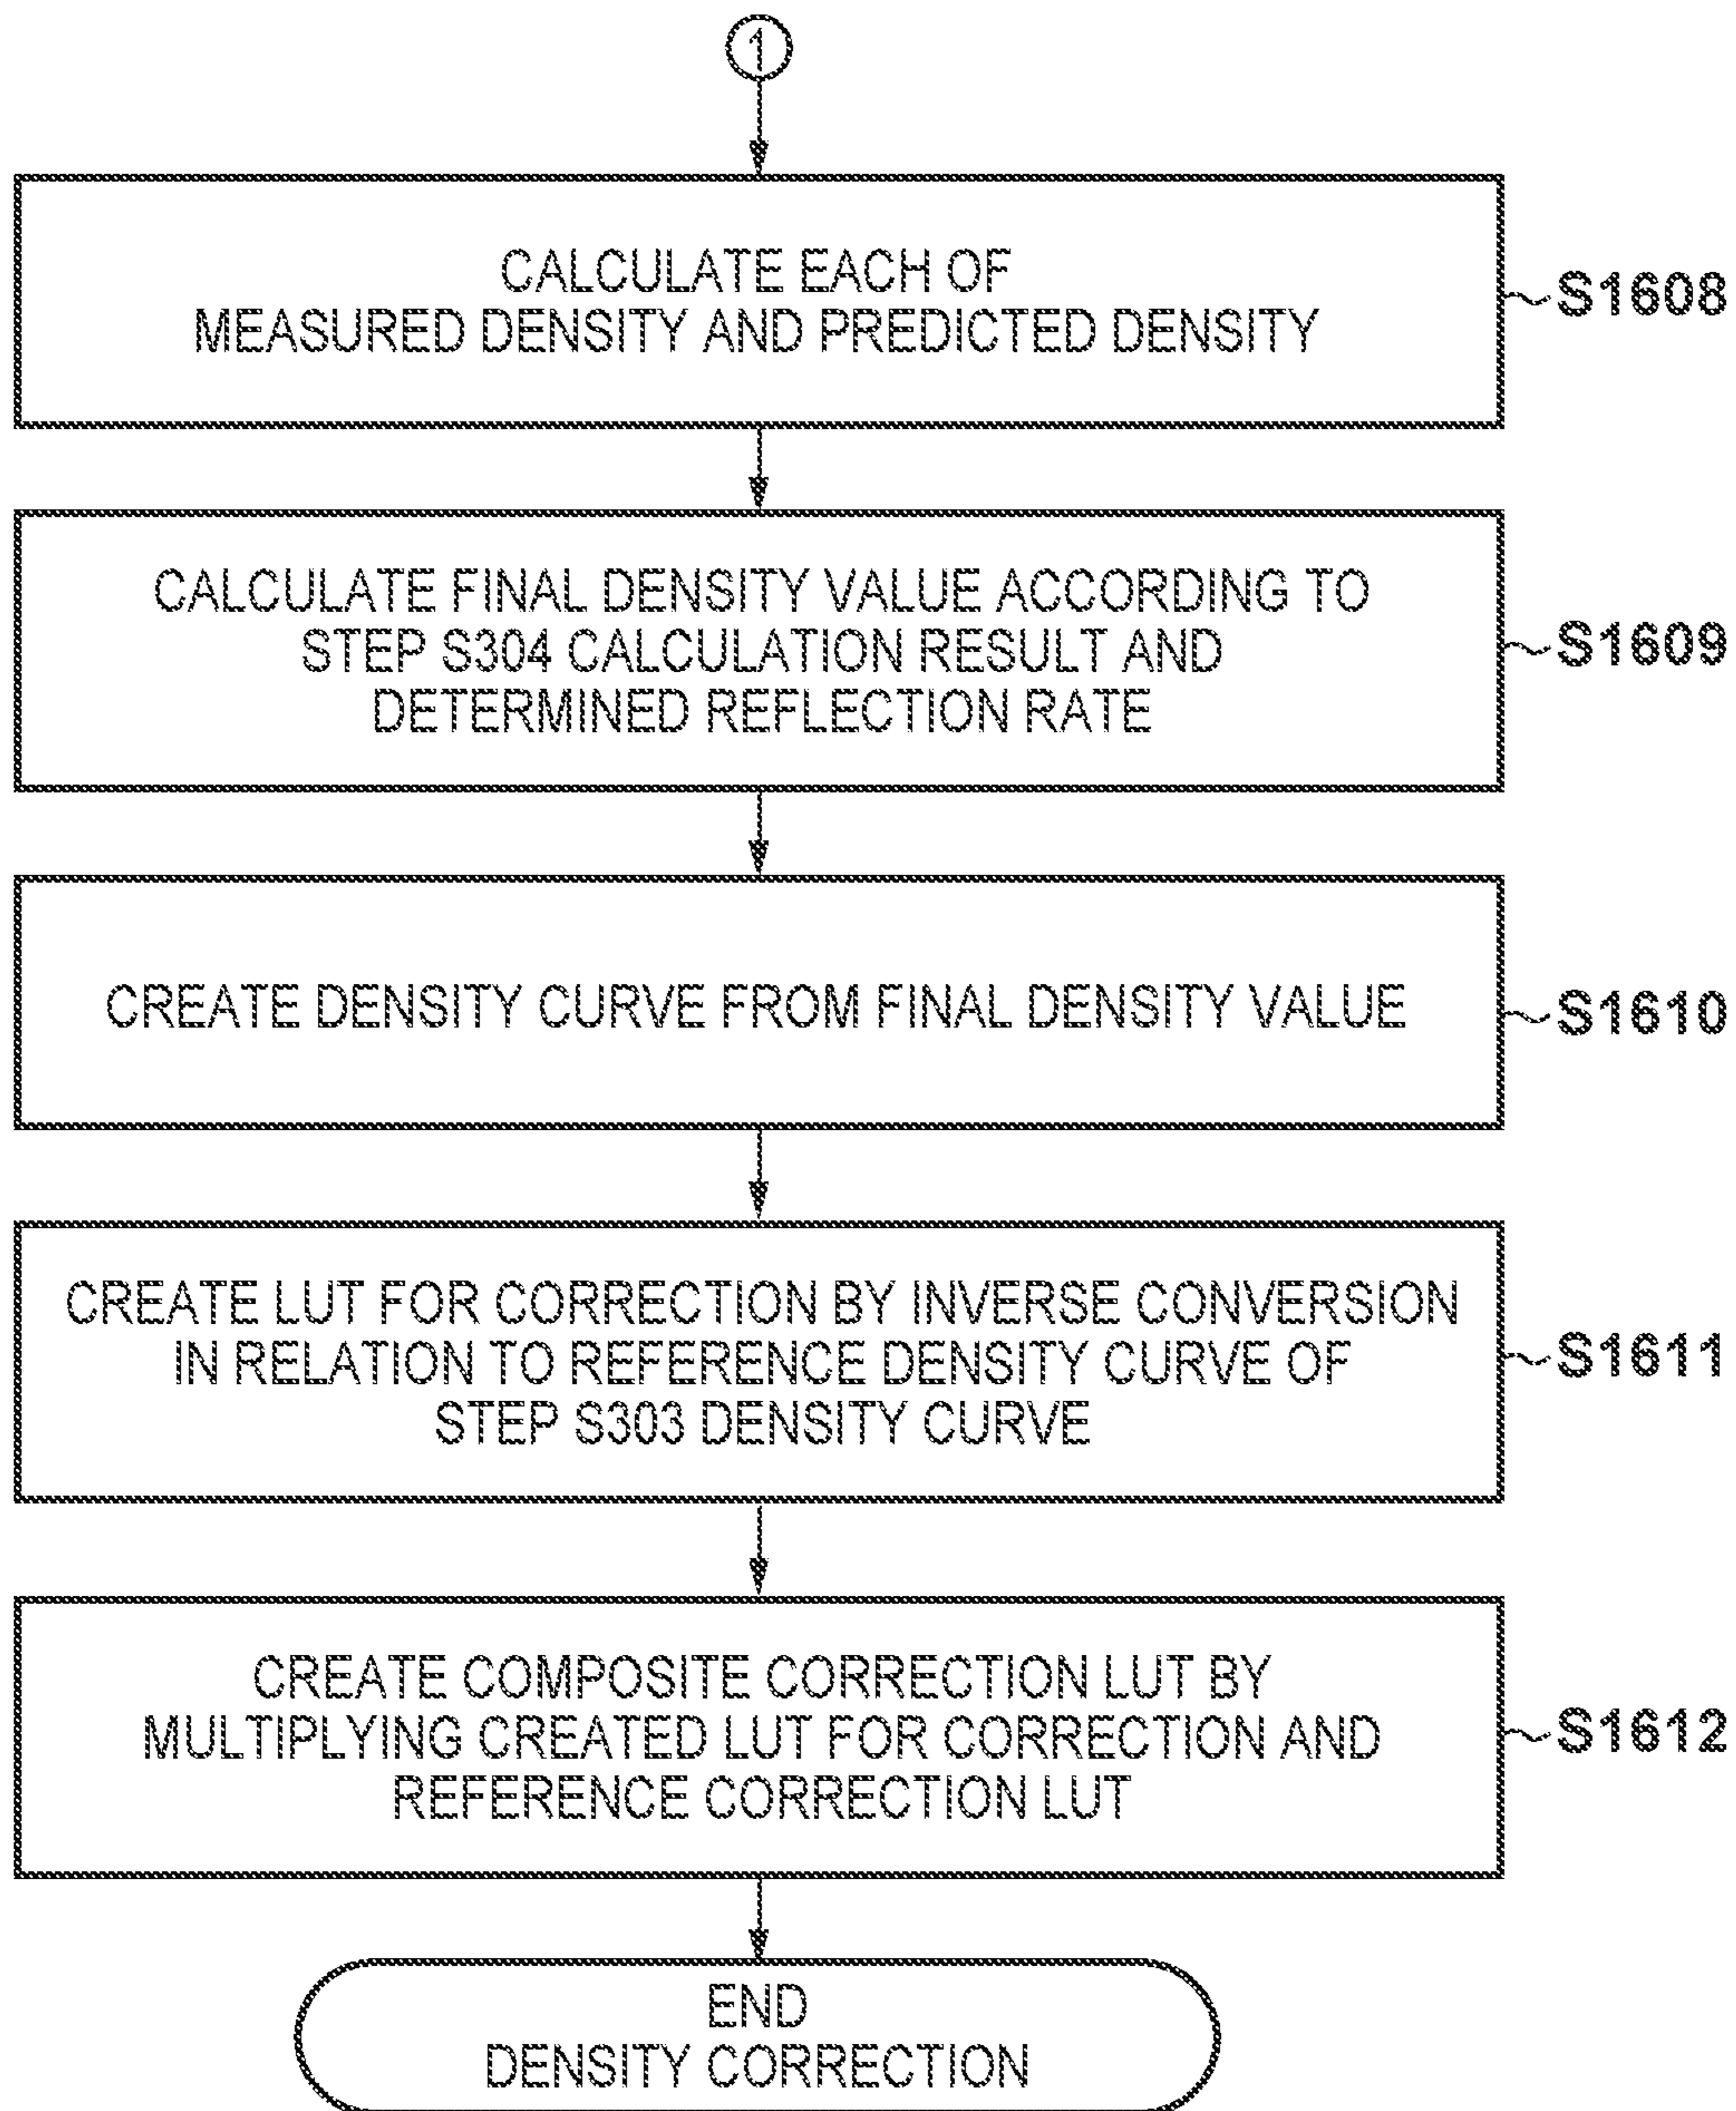 1
CALCULATE EACH OF
MEASURED DENSITY AND PREDICTED DENSITY
S1608
CALCULATE FINAL DENSITY VALUE ACCORDING TO
STEP S304 CALCULATION RESULT AND
DETERMINED REFLECTION RATE
S1609
CREATE DENSITY CURVE FROM FINAL DENSITY VALUE
S1610
CREATE LUT FOR CORRECTION BY INVERSE CONVERSION
IN RELATION TO REFERENCE DENSITY CURVE OF
STEP S303 DENSITY CURVE
S1611
CREATE COMPOSITE CORRECTION LUT BY
MULTIPLYING CREATED LUT FOR CORRECTION AND
REFERENCE CORRECTION LUT
S1612
END
DENSITY CORRECTION